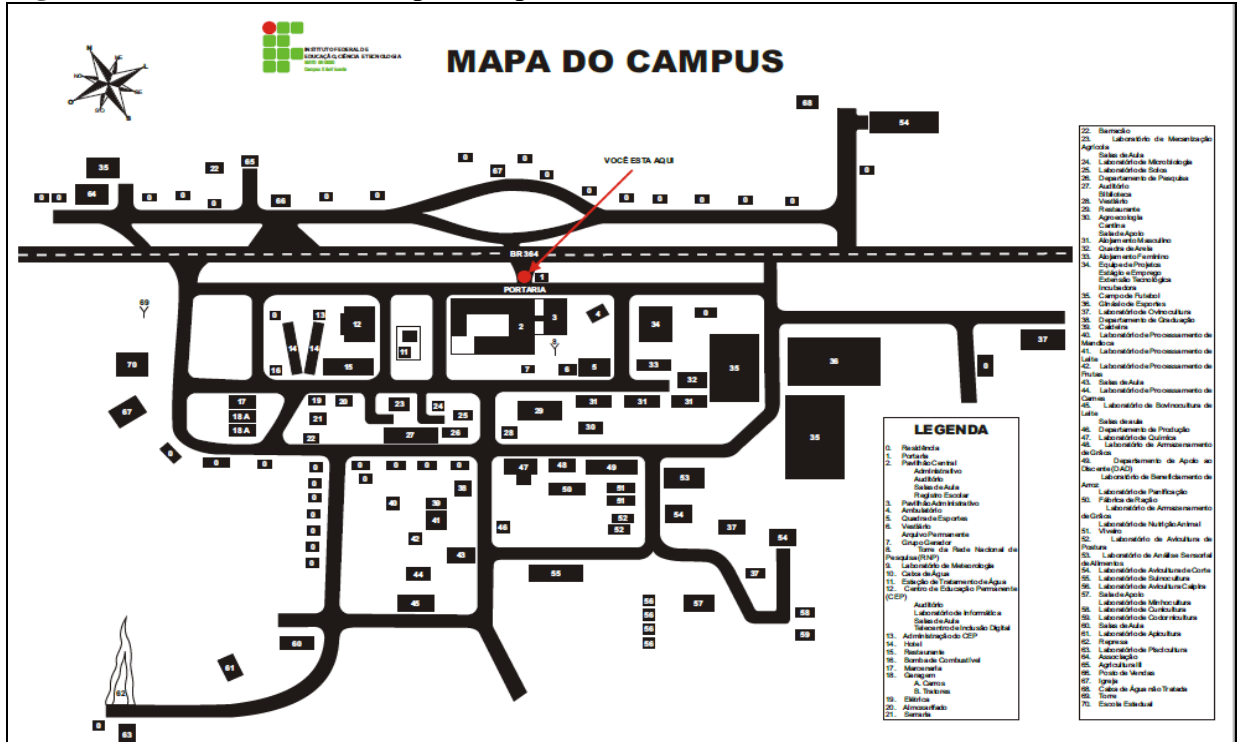 INSTITUTO FEDERAL DE
EDUCAÇÃO, CIÊNCIA E TECNOLOGIA
MATO GROSSO
MAPA DO CAMPUS
VOCÊ ESTA AQUI
BR 364
PORTARIA
LEGENDA
0. Residência
1. Portaria
2. Pavilhão Central
Administrativo
Auditório
Salas de Aula
Registro Escolar
3. Pavilhão Administrativo
4. Ambulatório
5. Quadra de Esportes
6. Vestiário
Arquivo Permanente
7. Grupo Gerador
8. Torre da Rede Nacional de
Pesquisa (RNP)
9. Laboratório de Meteorologia
10. Caixa de Água
11. Estação de Tratamento de Água
12. Centro de Educação Permanente
(CEP)
Auditório
Laboratório de Informática
Salas de Aula
Telecentro de Inclusão Digital
13. Administração do CEP
14. Hotel
15. Restaurante
16. Bomba de Combustível
17. Marcenaria
18. Garagem
A. Carros
B. Tratores
19. Elétrica
20. Almoxarifado
21. Serraria
22. Barracão
23. Laboratório de Mecanização
Agrícola
Salas de Aula
24. Laboratório de Microbiologia
25. Laboratório de Solos
26. Departamento de Pesquisa
27. Auditório
Biblioteca
28. Vestiário
29. Restaurante
30. Agroecologia
Cantina
Sala de Apoio
31. Alojamento Masculino
32. Quadra de Areia
33. Alojamento Feminino
34. Equipe de Projetos
Estágio e Emprego
Extensão Tecnológica
Incubadora
35. Campo de Futebol
36. Ginásio de Esportes
37. Laboratório de Ovinocultura
38. Departamento de Graduação
39. Caldeira
40. Laboratório de Processamento de
Mandioca
41. Laboratório de Processamento de
Leite
42. Laboratório de Processamento de
Frutas
43. Salas de Aula
44. Laboratório de Processamento de
Carnes
45. Laboratório de Bovinocultura de
Leite
Salas de aula
46. Departamento de Produção
47. Laboratório de Química
48. Laboratório de Armazenamento
de Grãos
49. Departamento de Apoio ao
Discente (DAD)
Laboratório de Beneficiamento de
Arroz
Laboratório de Panificação
50. Fábrica de Ração
Laboratório de Armazenamento
de Grãos
Laboratório de Nutrição Animal
51. Viveiro
52. Laboratório de Avicultura de
Postura
53. Laboratório de Análise Sensorial
de Alimentos
54. Laboratório de Avicultura de Corte
55. Laboratório de Suinocultura
56. Laboratório de Avicultura Caipira
57. Sala de Apoio
Laboratório de Minhocultura
58. Laboratório de Cunicultura
59. Laboratório de Codornicultura
60. Salas de Aula
61. Laboratório de Apicultura
62. Represa
63. Laboratório de Piscicultura
64. Associação
65. Agricultura III
66. Posto de Vendas
67. Igreja
68. Caixa de Água não Tratada
69. Torre
70. Escola Estadual